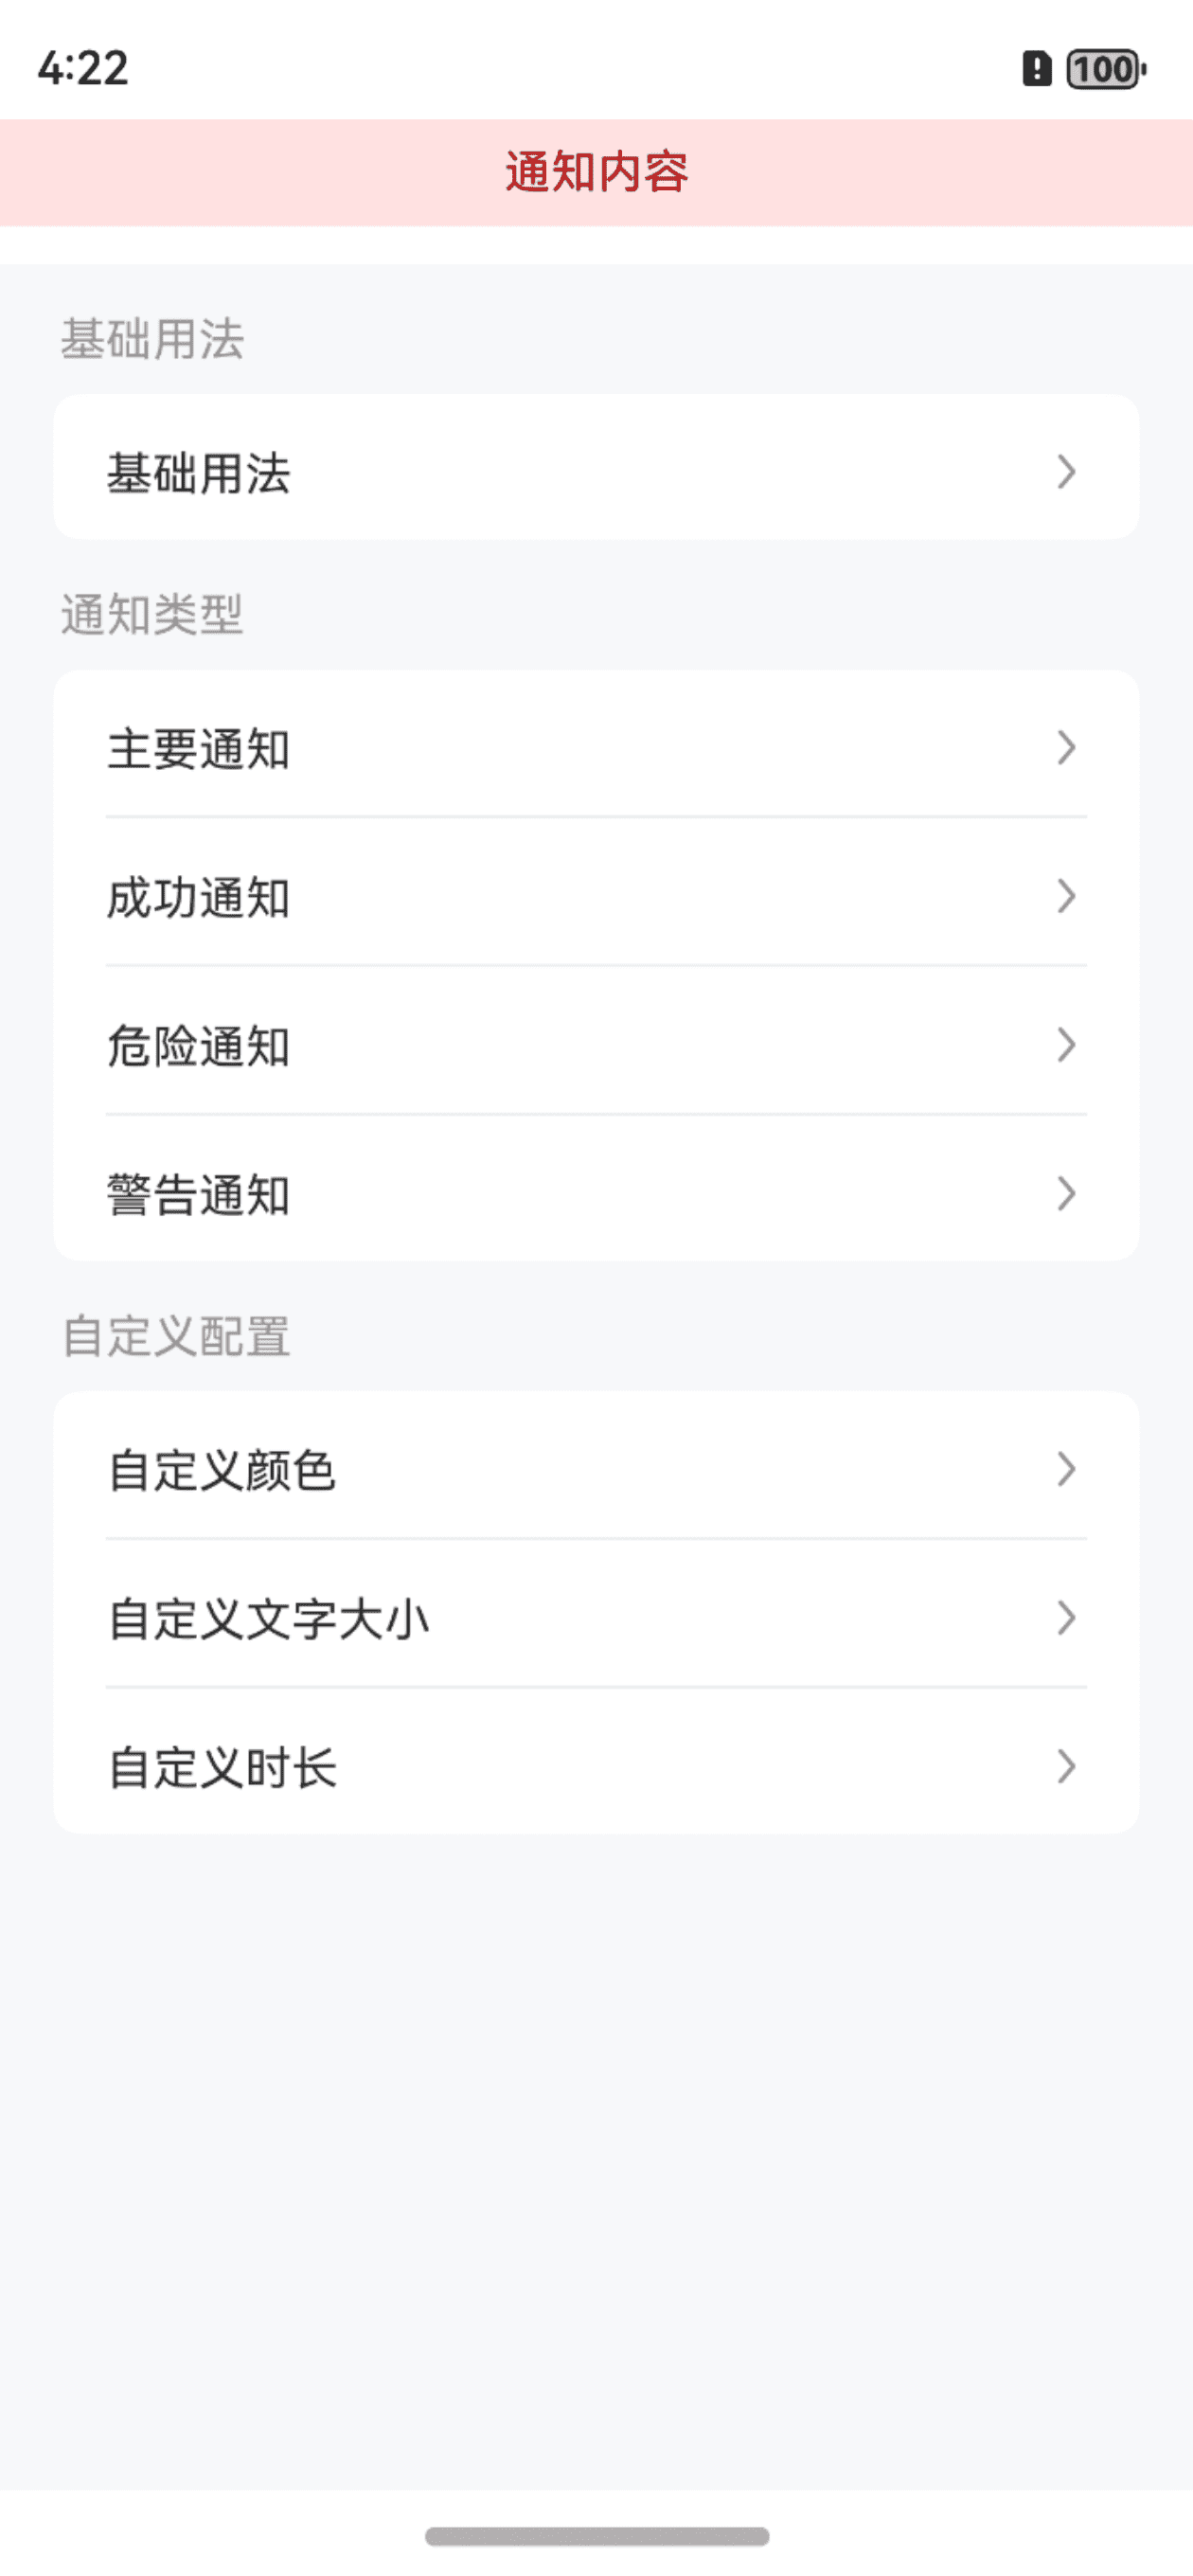 4:22
100
通知内容
基础用法
基础用法
通知类型
主要通知
成功通知
危险通知
警告通知
自定义配置
自定义颜色
自定义文字大小
自定义时长